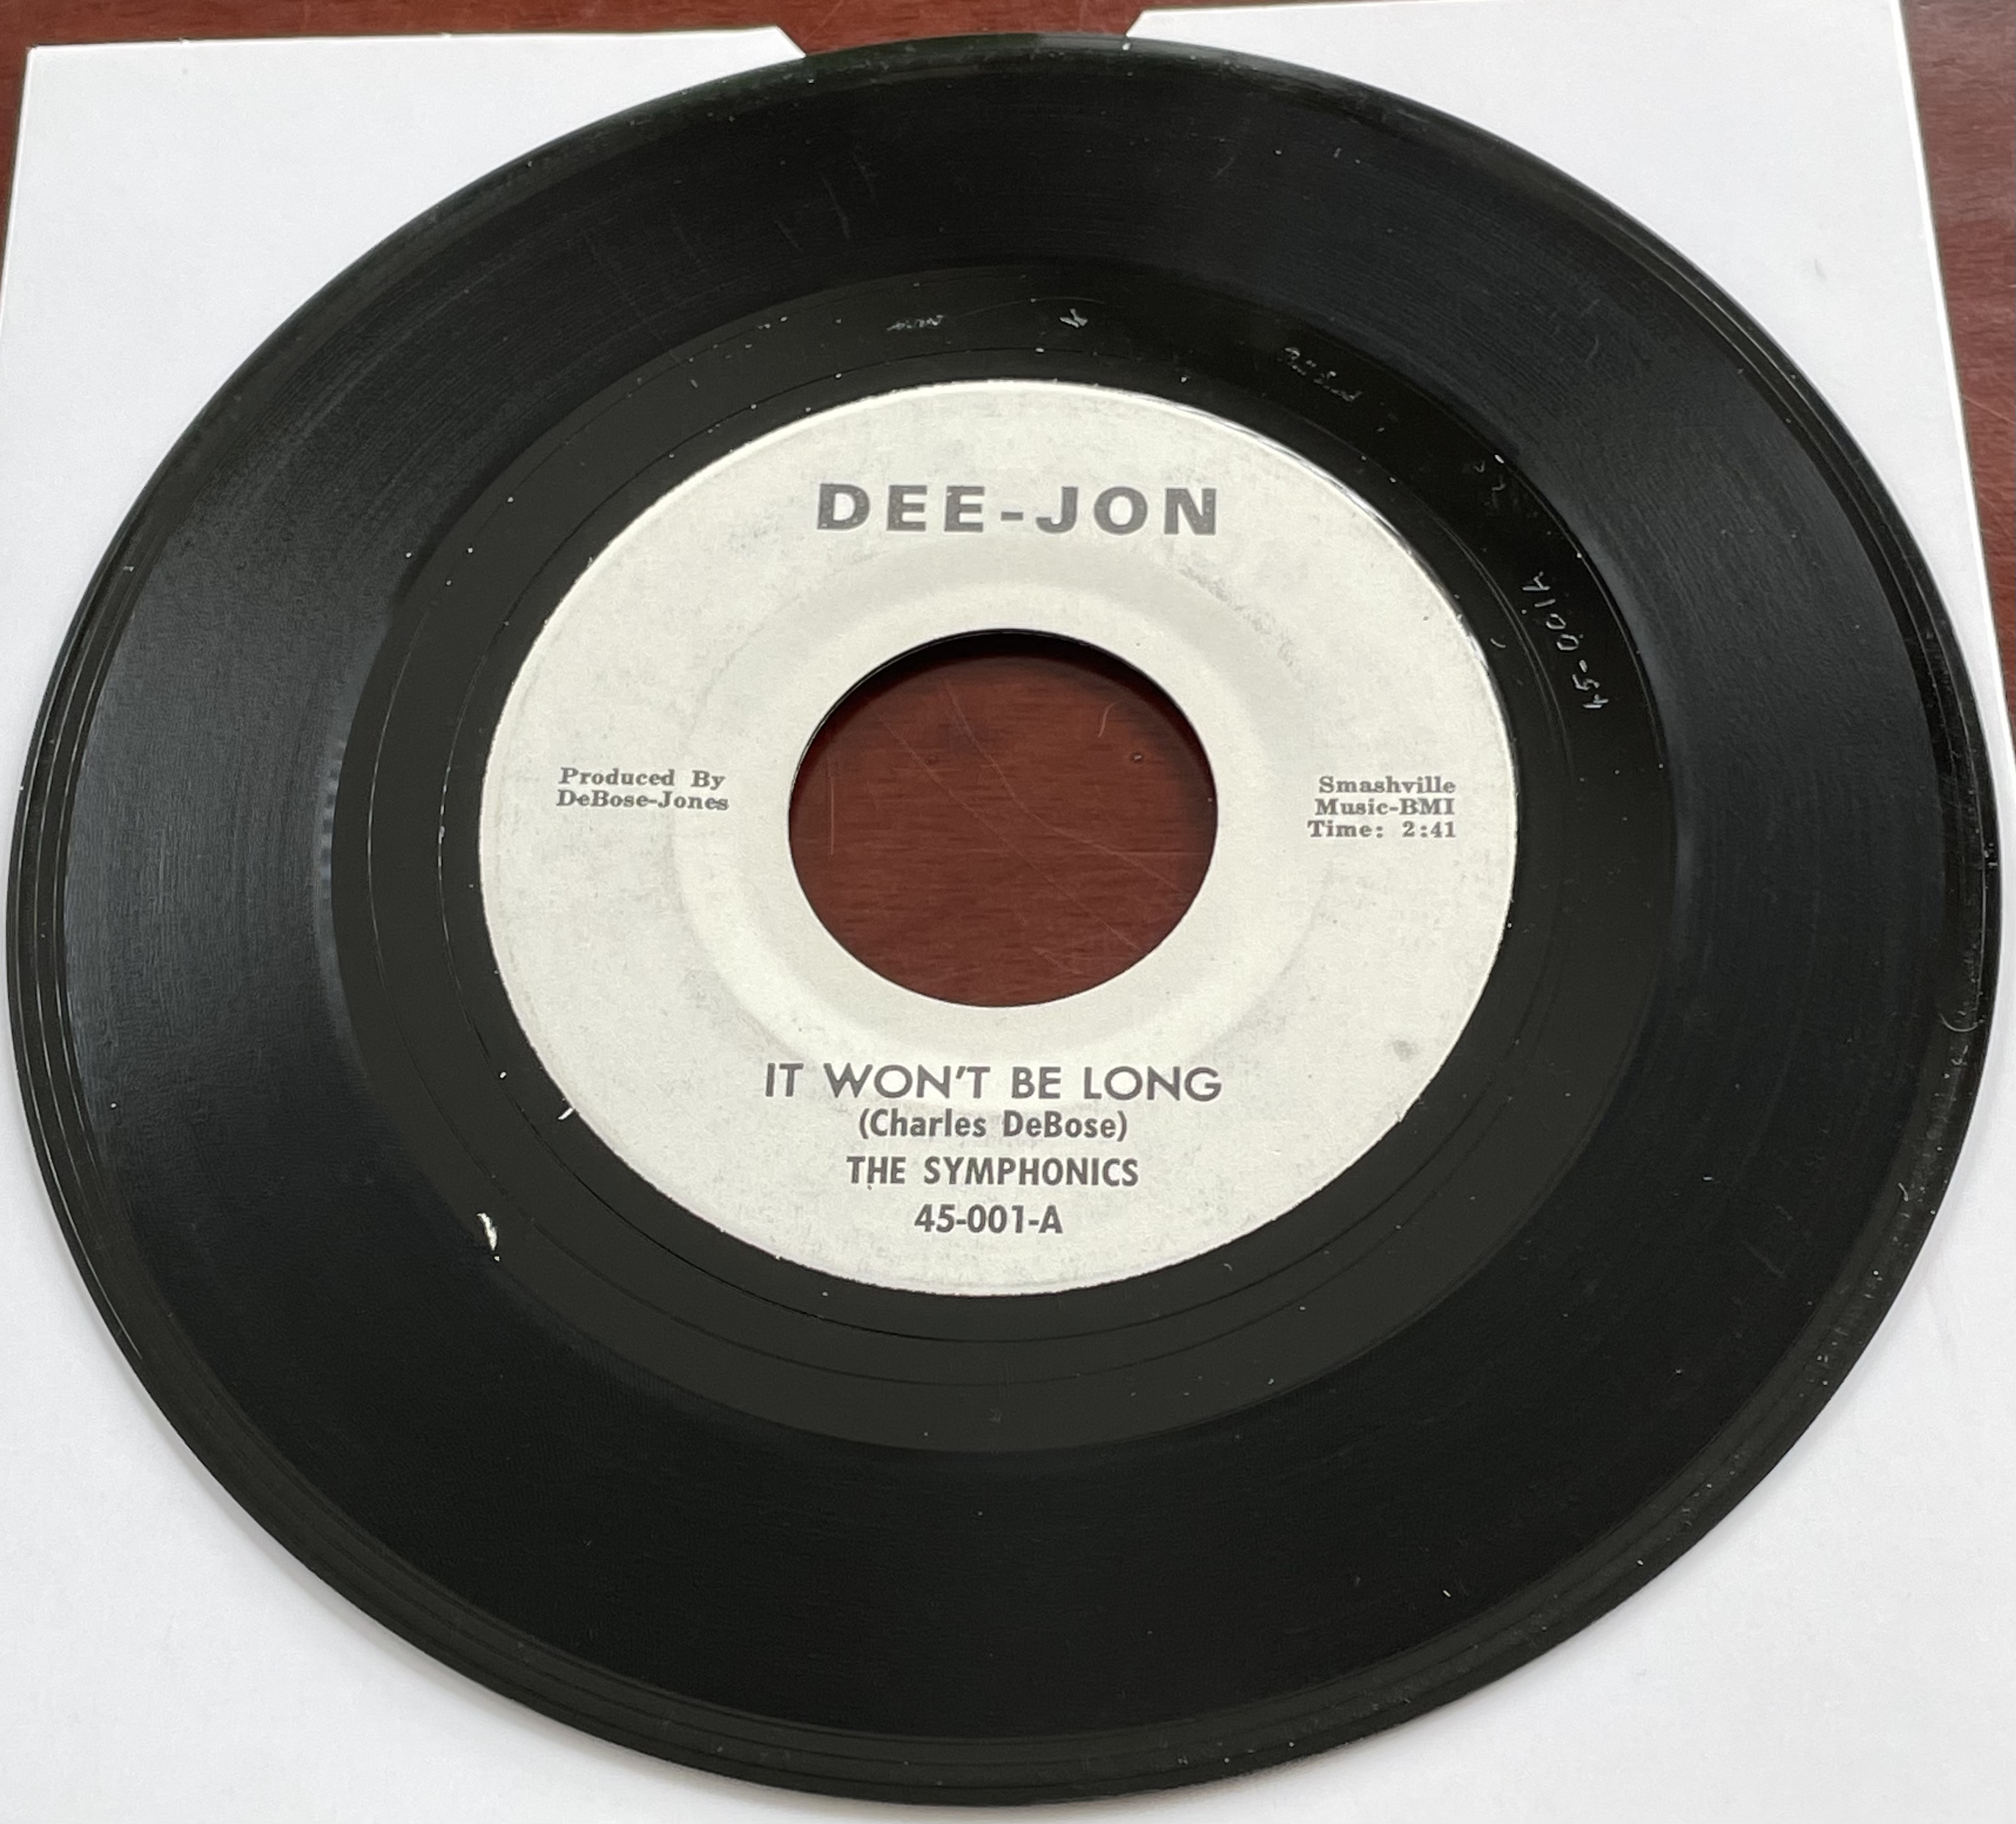 DEE-JON
Produced By
DeBose-Jones
Smashville
Music-BMI
Time: 2:41
IT WON'T BE LONG
(Charles DeBose)
THE SYMPHONICS
45-001-A
45-001A